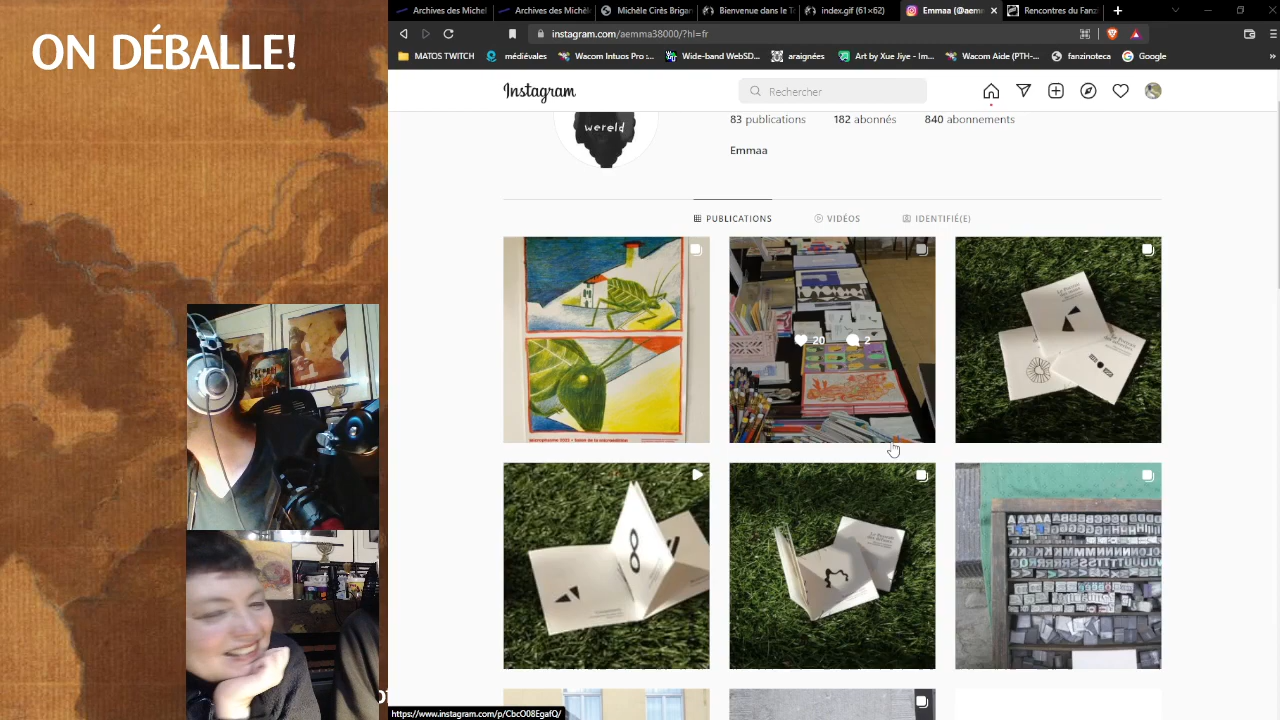 ON DÉBALLE!
Archives des Michel
Archives des Michèl
Michèle Cirès Brigan
Bienvenue dans le T
index.gif (61×62)
Emmaa (@aemm
Rencontres du Fanz
instagram.com/aemma38000/?hl=fr
MATOS TWITCH
médiévales
Wacom Intuos Pro :...
Wide-band WebSD...
araignées
Art by Xue Jiye - Im...
Wacom Aide (PTH-...
fanzinoteca
Google
Instagram
Rechercher
wereld
83 publications 182 abonnés 840 abonnements
Emmaa
PUBLICATIONS VIDÉOS IDENTIFIÉ(E)
20 2
https://www.instagram.com/p/CbcO08EgafQ/